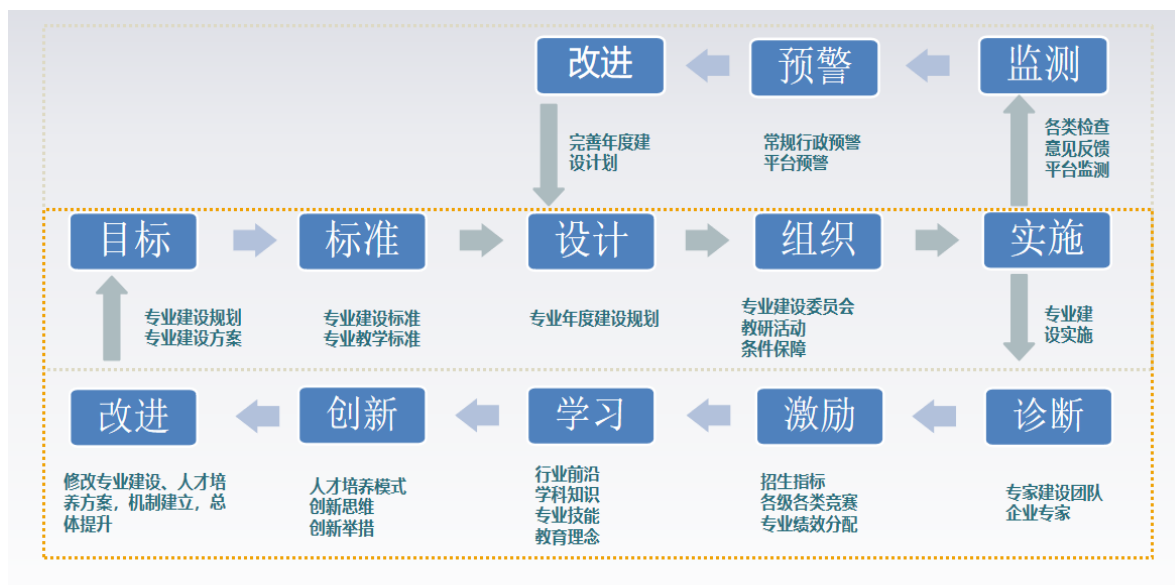 改进
预警
监测
完善年度建
设计划
常规行政预警
平台预警
各类检查
意见反馈
平台监测
目标
标准
设计
组织
实施
专业建设规划
专业建设方案
专业建设标准
专业教学标准
专业年度建设规划
专业建设委员会
教研活动
条件保障
专业建
设实施
改进
创新
学习
激励
诊断
修改专业建设、人才培
养方案，机制建立，总
体提升
人才培养模式
创新思维
创新举措
行业前沿
学科知识
专业技能
教育理念
招生指标
各级各类竞赛
专业绩效分配
专家建设团队
企业专家